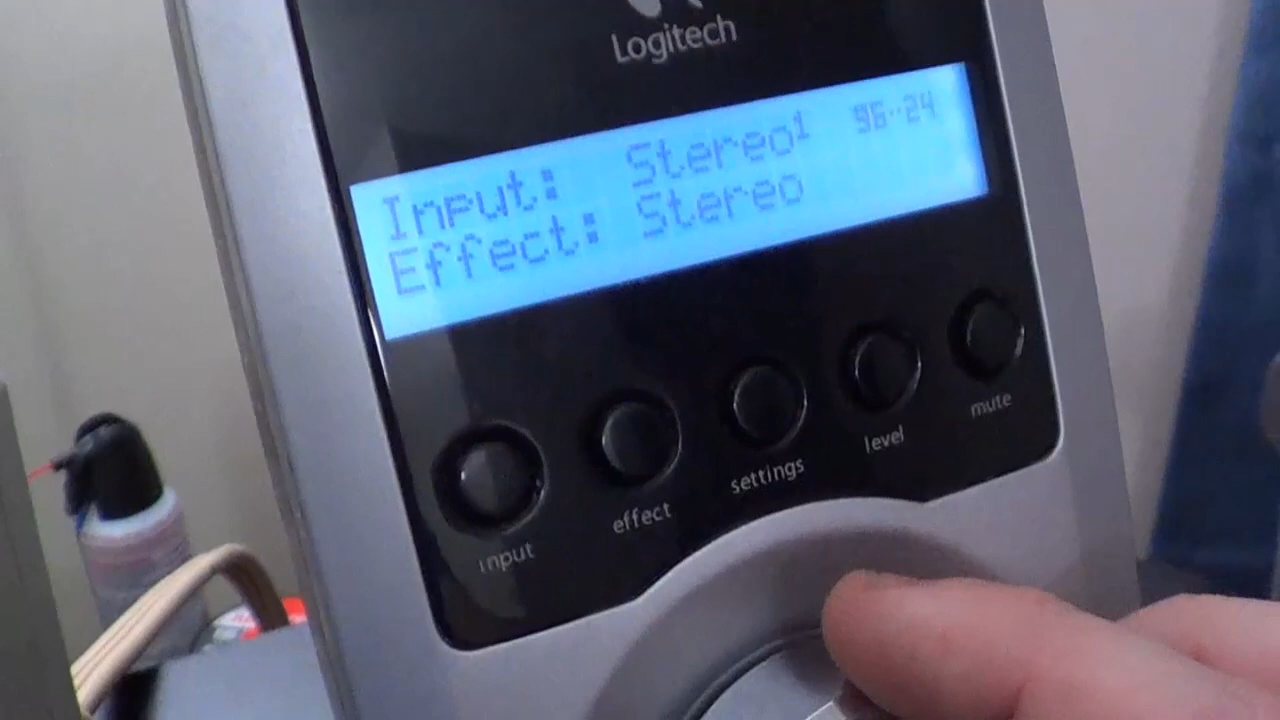 Logitech
Input: Stereo¹ 96··24
Effect: Stereo
input
effect
settings
level
mute